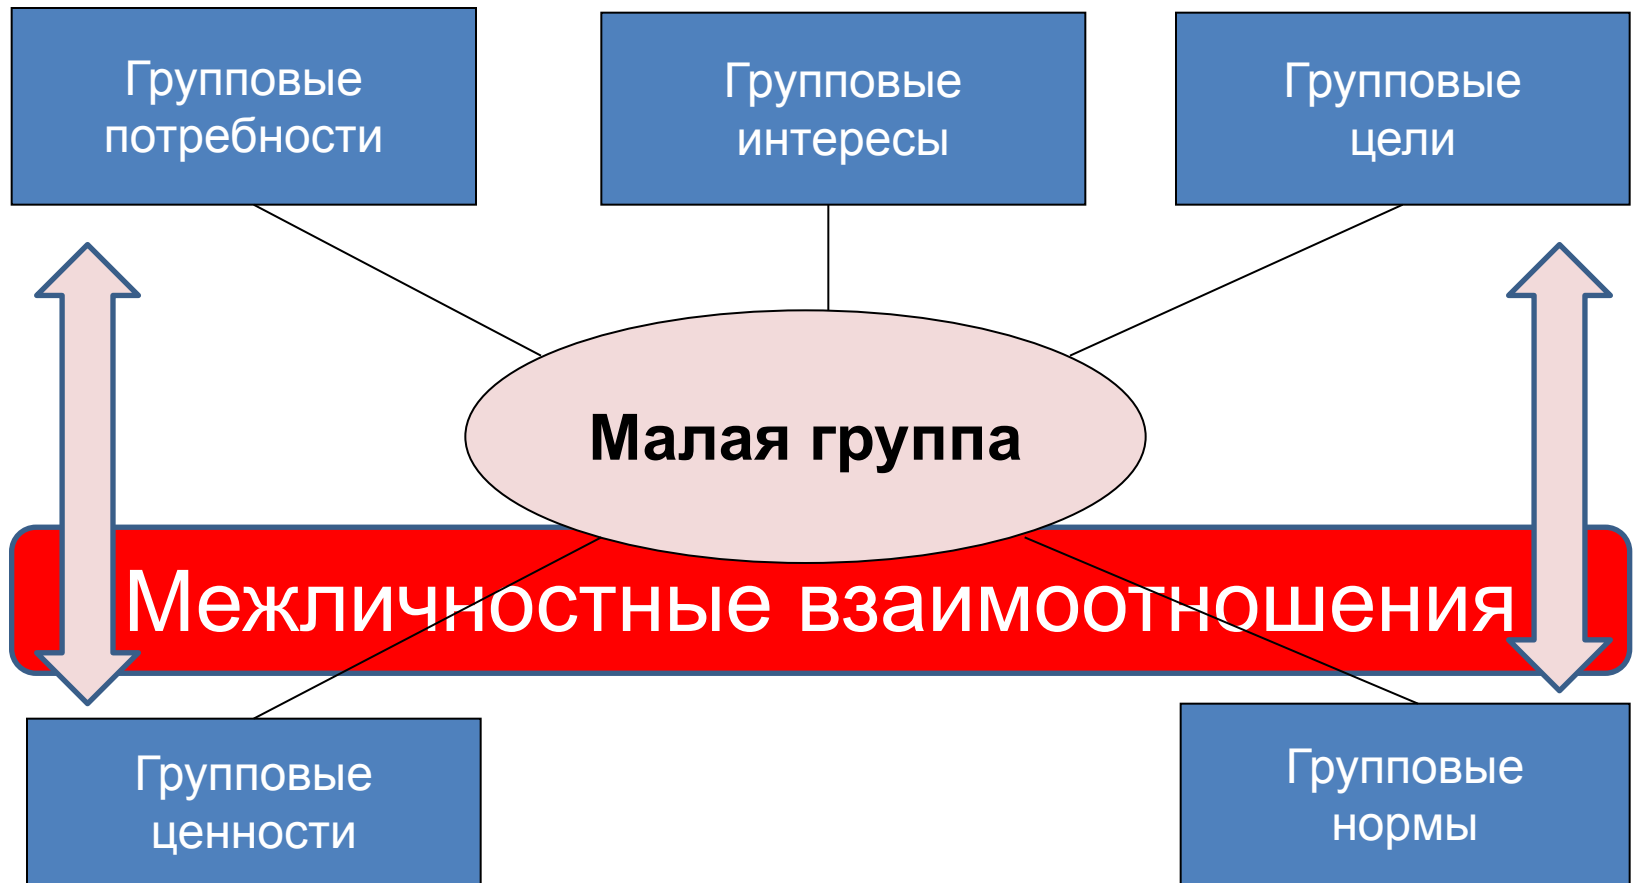 Групповые
потребности
Групповые
интересы
Групповые
цели
Малая группа
Межличностные взаимоотношения
Групповые
ценности
Групповые
нормы